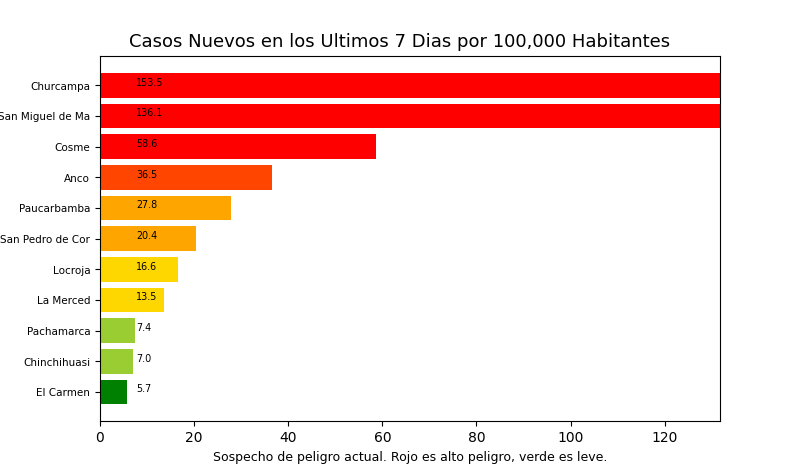 Casos Nuevos en los Ultimos 7 Dias por 100,000 Habitantes
Churcampa 153.5
San Miguel de Ma 136.1
Cosme 58.6
Anco 36.5
Paucarbamba 27.8
San Pedro de Cor 20.4
Locroja 16.6
La Merced 13.5
Pachamarca 7.4
Chinchihuasi 7.0
El Carmen 5.7
0 20 40 60 80 100 120
Sospecho de peligro actual. Rojo es alto peligro, verde es leve.